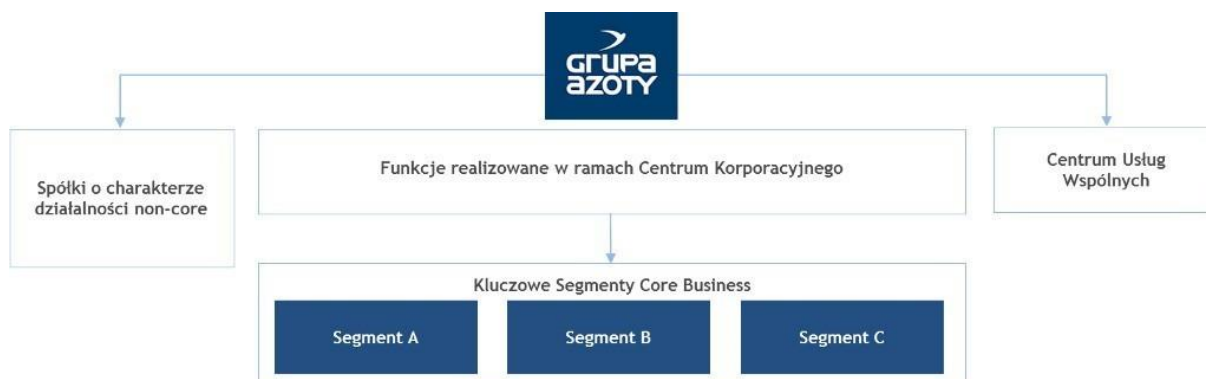 GRUPA
AZOTY
Spółki o charakterze
działalności non-core
Funkcje realizowane w ramach Centrum Korporacyjnego
Centrum Usług
Wspólnych
Kluczowe Segmenty Core Business
Segment A
Segment B
Segment C